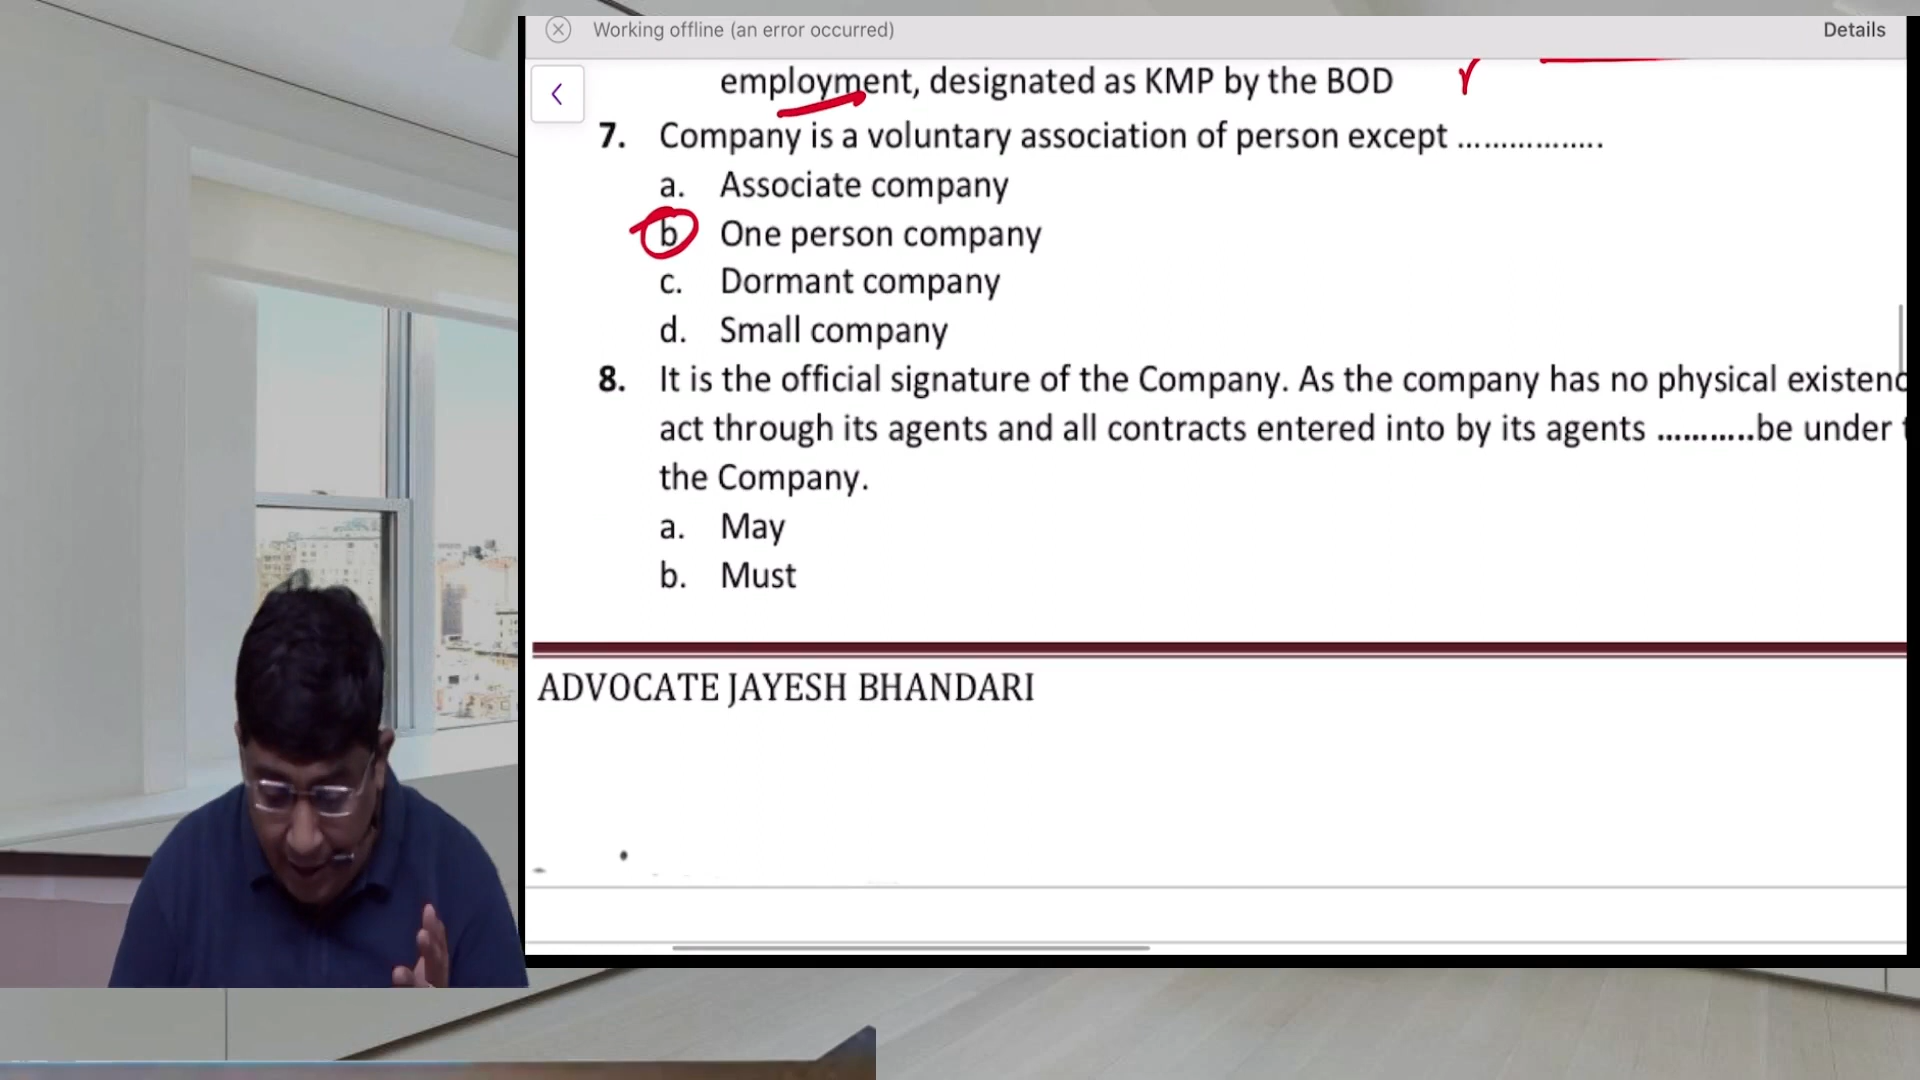 Working offline (an error occurred)
Details
employment, designated as KMP by the BOD
7. Company is a voluntary association of person except ................
a. Associate company
b One person company
c. Dormant company
d. Small company
8. It is the official signature of the Company. As the company has no physical existenc
act through its agents and all contracts entered into by its agents ...........be under
the Company.
a. May
b. Must
ADVOCATE JAYESH BHANDARI